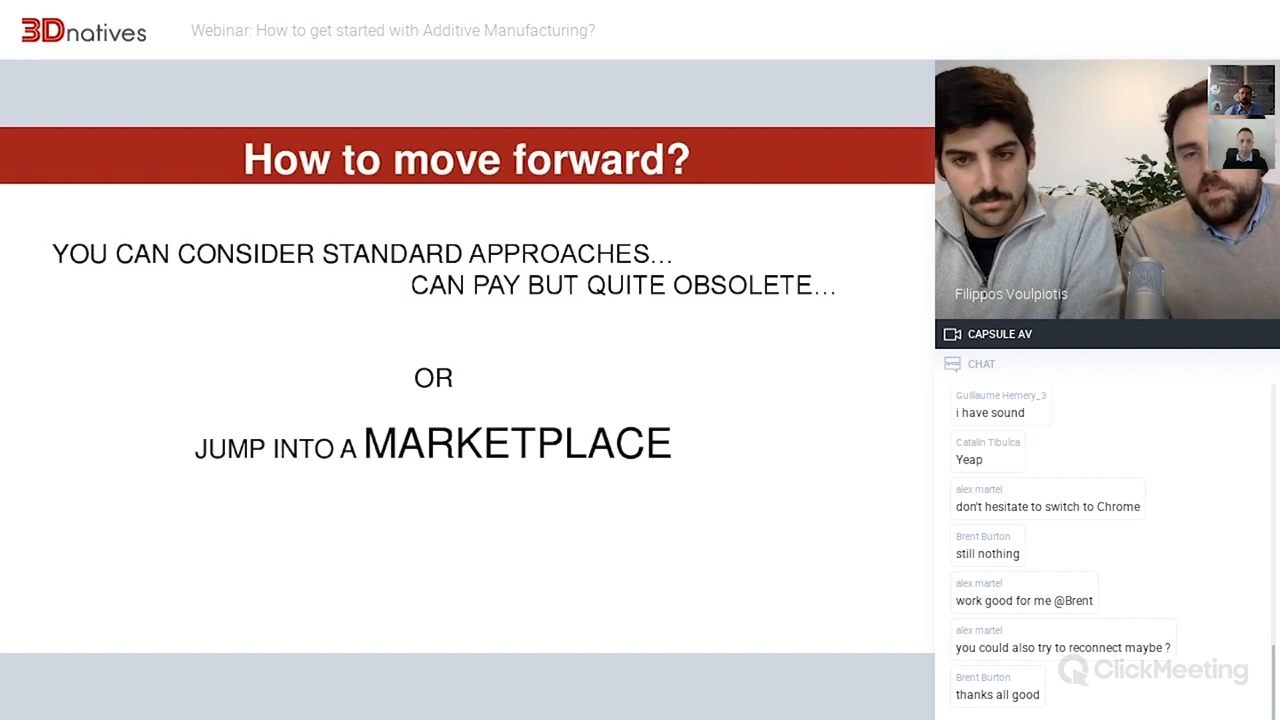 3Dnatives
Webinar: How to get started with Additive Manufacturing?
How to move forward?
YOU CAN CONSIDER STANDARD APPROACHES...
CAN PAY BUT QUITE OBSOLETE...
OR
JUMP INTO A MARKETPLACE
Filippos Voulpiotis
CAPSULE AV
CHAT
Guillaume Hemery_3
i have sound
Catalin Tibulca
Yeap
alex martel
don't hesitate to switch to Chrome
Brent Burton
still nothing
alex martel
work good for me @Brent
alex martel
you could also try to reconnect maybe ?
ClickMeeting
Brent Burton
thanks all good